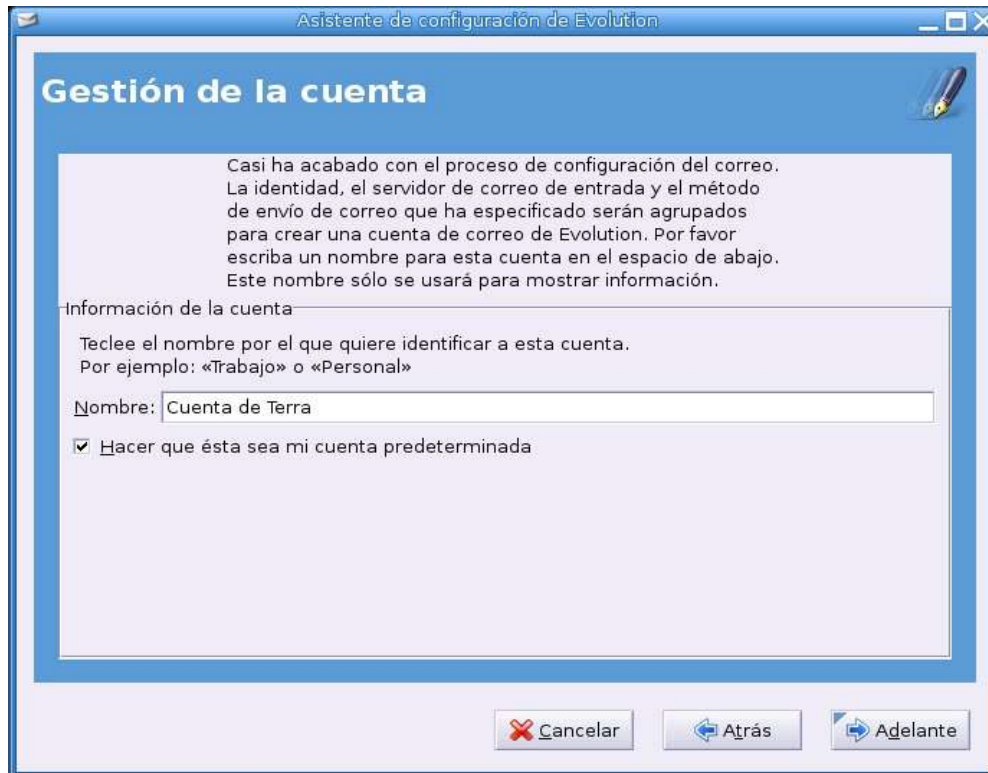 Asistente de configuración de Evolution
Gestión de la cuenta
Casi ha acabado con el proceso de configuración del correo.
La identidad, el servidor de correo de entrada y el método
de envío de correo que ha especificado serán agrupados
para crear una cuenta de correo de Evolution. Por favor
escriba un nombre para esta cuenta en el espacio de abajo.
Este nombre sólo se usará para mostrar información.
Información de la cuenta
Teclee el nombre por el que quiere identificar a esta cuenta.
Por ejemplo: «Trabajo» o «Personal»
Nombre: Cuenta de Terra
Hacer que ésta sea mi cuenta predeterminada
Cancelar Atrás Adelante